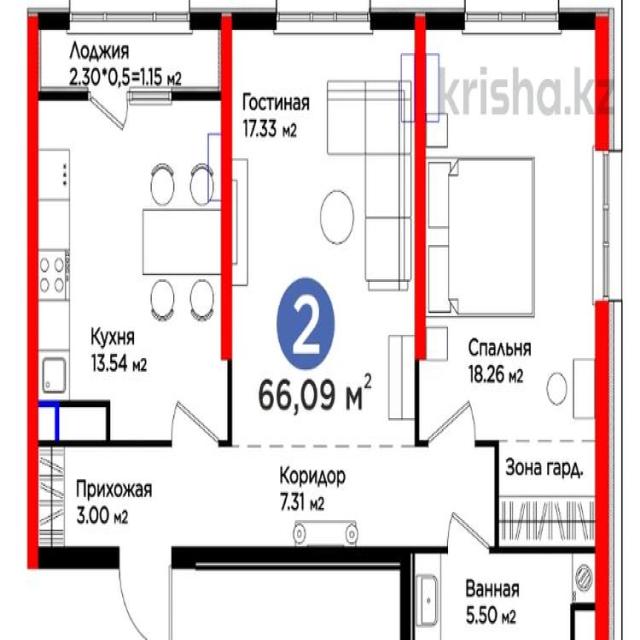 Лоджия
2.30*0,5=1.15 м2
krisha.kz
Гостиная
17.33 м2
2
66,09 м²
Кухня
13.54 м2
Спальня
18.26 м2
Зона гард.
Коридор
7.31 м2
Прихожая
3.00 м2
Ванная
5.50 м2